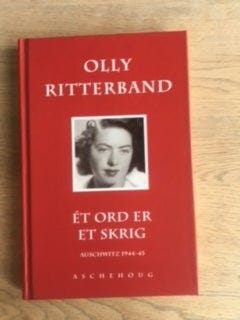 OLLY
RITTERBAND
ÉT ORD ER
ET SKRIG
AUSCHWITZ 1944-45
ASCHEHOUG